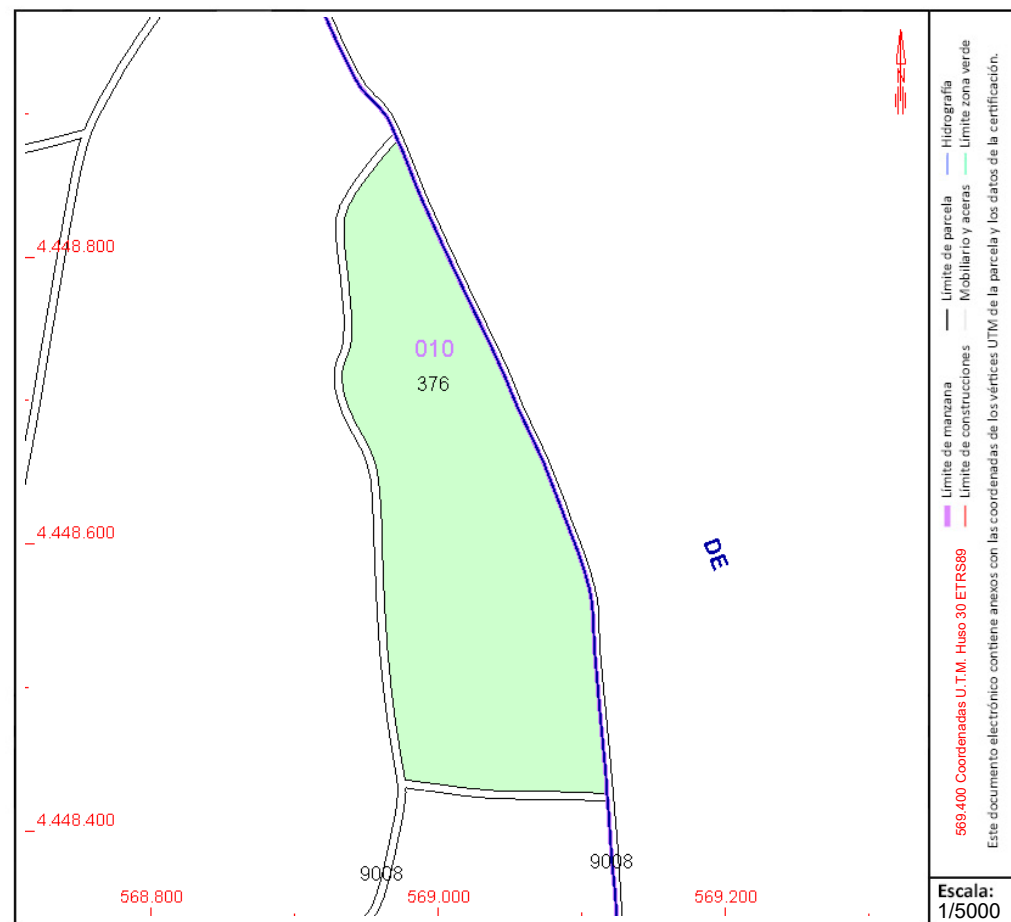 N
4.448.800
010
376
4.448.600
DE
4.448.400
9008
9008
568.800
569.000
569.200
569.400 Coordenadas U.T.M. Huso 30 ETRS89
Límite de manzana
Límite de parcela
Hidrografía
Límite de construcciones
Mobiliario y aceras
Límite zona verde
Este documento electrónico contiene anexos con las coordenadas de los vértices UTM de la parcela y los datos de la certificación.
Escala:
1/5000